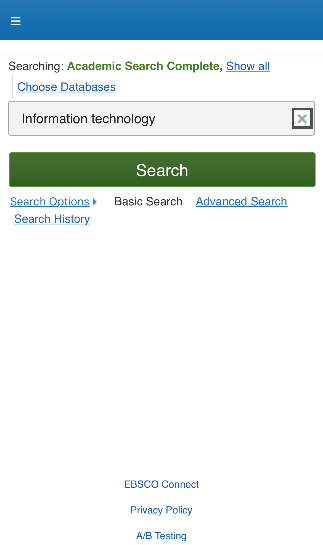 Searching: Academic Search Complete, Show all
Choose Databases
Information technology
Search
Search Options Basic Search Advanced Search
Search History
EBSCO Connect
Privacy Policy
A/B Testing